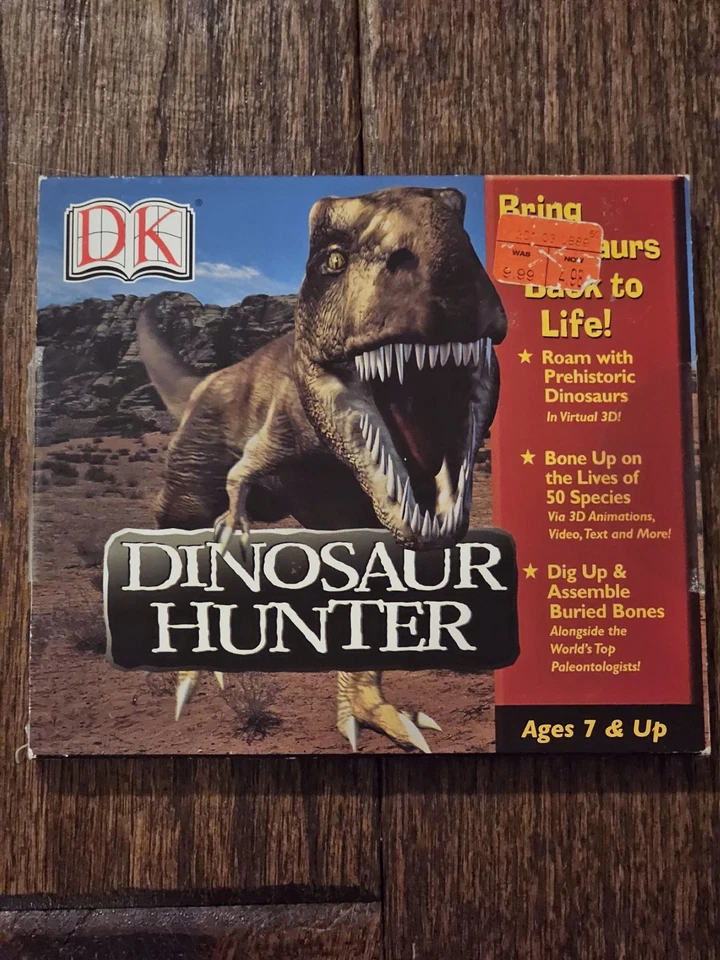 DK
®
Bring
aurs
Back to
Life!
WAS NOW
9.99
★ Roam with
Prehistoric
Dinosaurs
In Virtual 3D!
★ Bone Up on
the Lives of
50 Species
Via 3D Animations,
Video, Text and More!
★ Dig Up &
Assemble
Buried Bones
Alongside the
World's Top
Paleontologists!
DINOSAUR
HUNTER
Ages 7 & Up